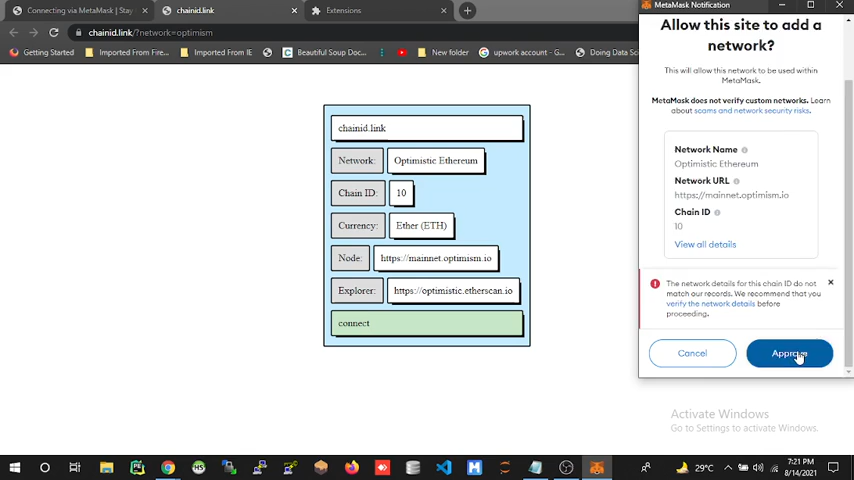 Connecting via MetaMask | Stay
chainid.link
Extensions
chainid.link/?network=optimism
Getting Started
Imported From Fire...
Imported From IE
Beautiful Soup Doc...
New folder
upwork account - G...
Doing Data Sci
MetaMask Notification
Allow this site to add a
network?
This will allow this network to be used within
MetaMask.
MetaMask does not verify custom networks. Learn
about scams and network security risks.
Network Name
Optimistic Ethereum
Network URL
https://mainnet.optimism.io
Chain ID
10
View all details
The network details for this chain ID do not
match our records. We recommend that you
verify the network details before
proceeding.
Cancel
Approve
chainid.link
Network: Optimistic Ethereum
Chain ID: 10
Currency: Ether (ETH)
Node: https://mainnet.optimism.io
Explorer: https://optimistic.etherscan.io
connect
Activate Windows
Go to Settings to activate Windows.
29°C
7:21 PM
8/14/2021